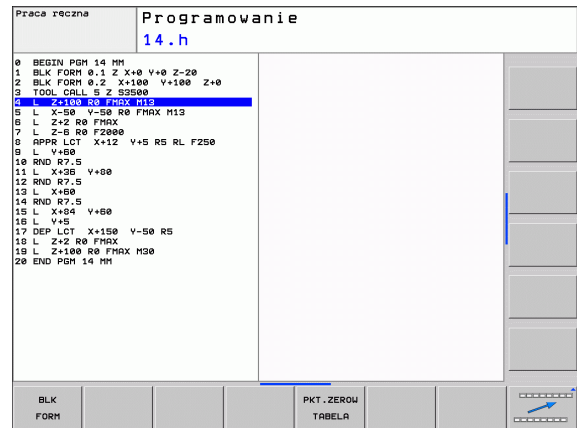 Praca ręczna
Programowanie
14.h
0 BEGIN PGM 14 MM
1 BLK FORM 0.1 Z X+0 Y+0 Z-20
2 BLK FORM 0.2 X+100 Y+100 Z+0
3 TOOL CALL 5 Z S3500
4 L Z+100 R0 FMAX M13
5 L X-50 Y-50 R0 FMAX M13
6 L Z+2 R0 FMAX
7 L Z-6 R0 F2000
8 APPR LCT X+12 Y+5 R5 RL F250
9 L Y+60
10 RND R7.5
11 L X+36 Y+80
12 RND R7.5
13 L X+60
14 RND R7.5
15 L X+84 Y+60
16 L Y+5
17 DEP LCT X+150 Y-50 R5
18 L Z+2 R0 FMAX
19 L Z+100 R0 FMAX M30
20 END PGM 14 MM
BLK FORM
PKT.ZEROW TABELA